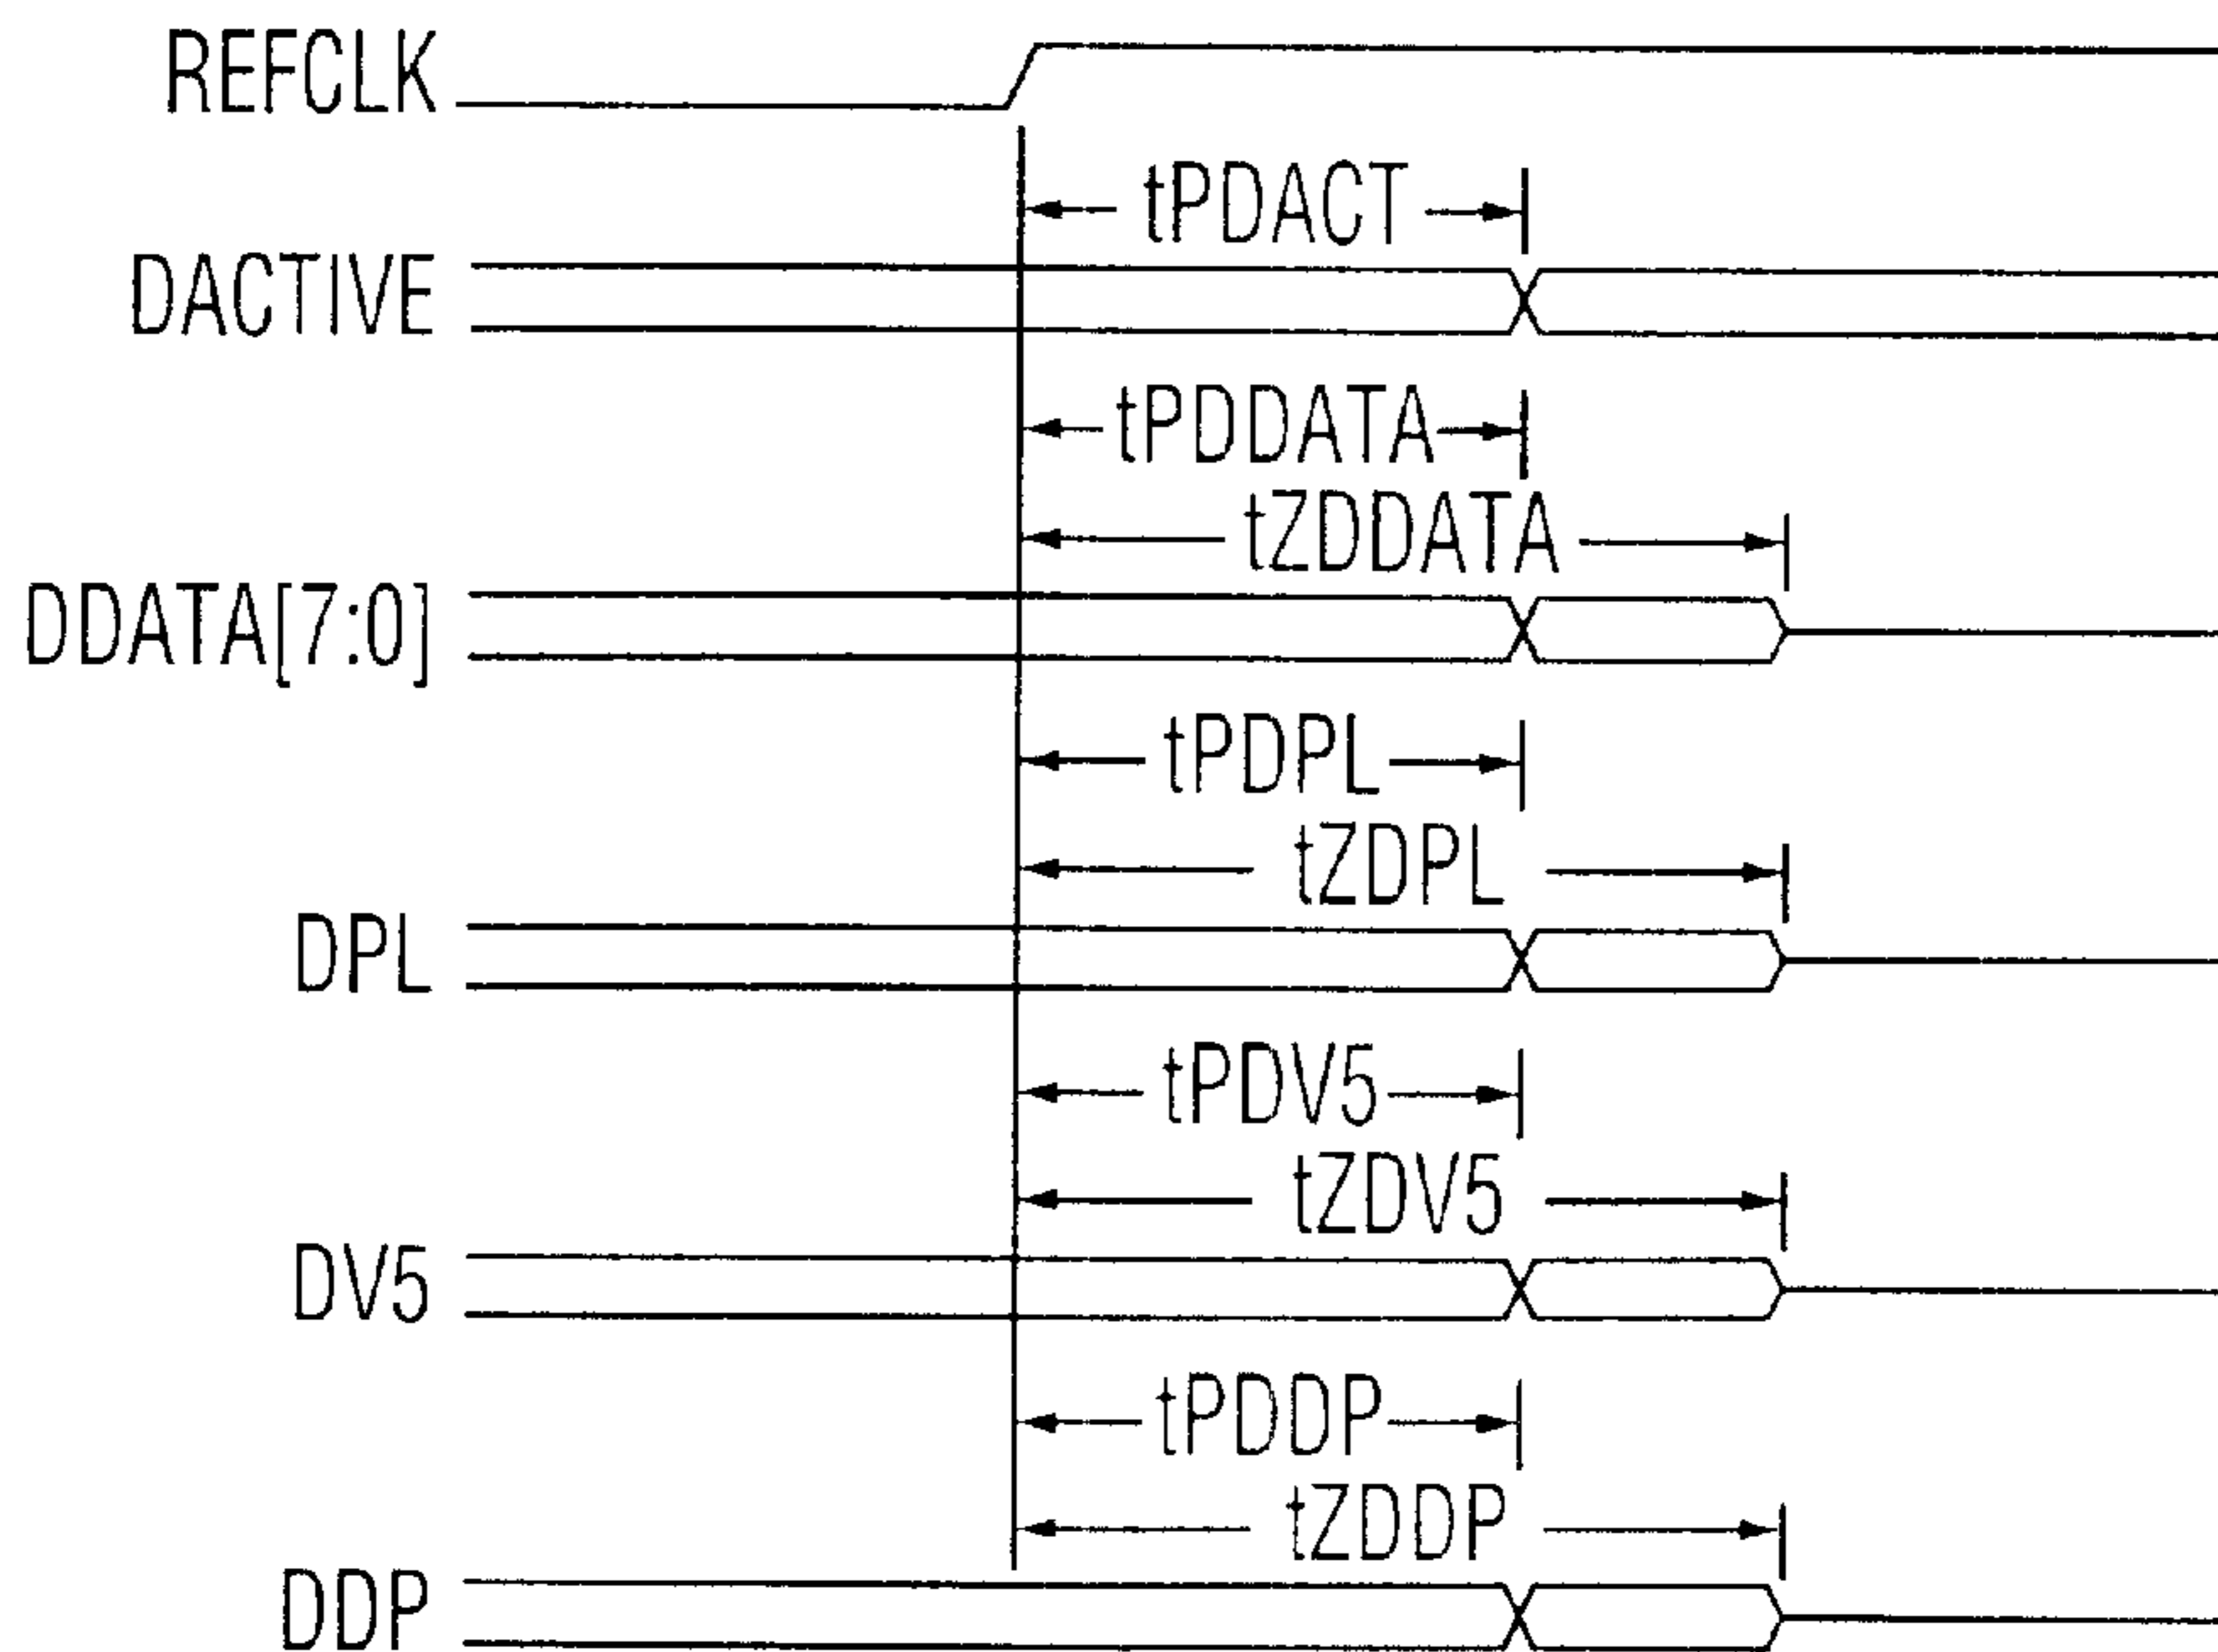 REFCLK
tPDACT
DACTIVE
tPDDATA
tZDDATA
DDATA[7:0]
tPDPL
tZDPL
DPL
tPDV5
tZDV5
DV5
tPDDP
tZDDP
DDP